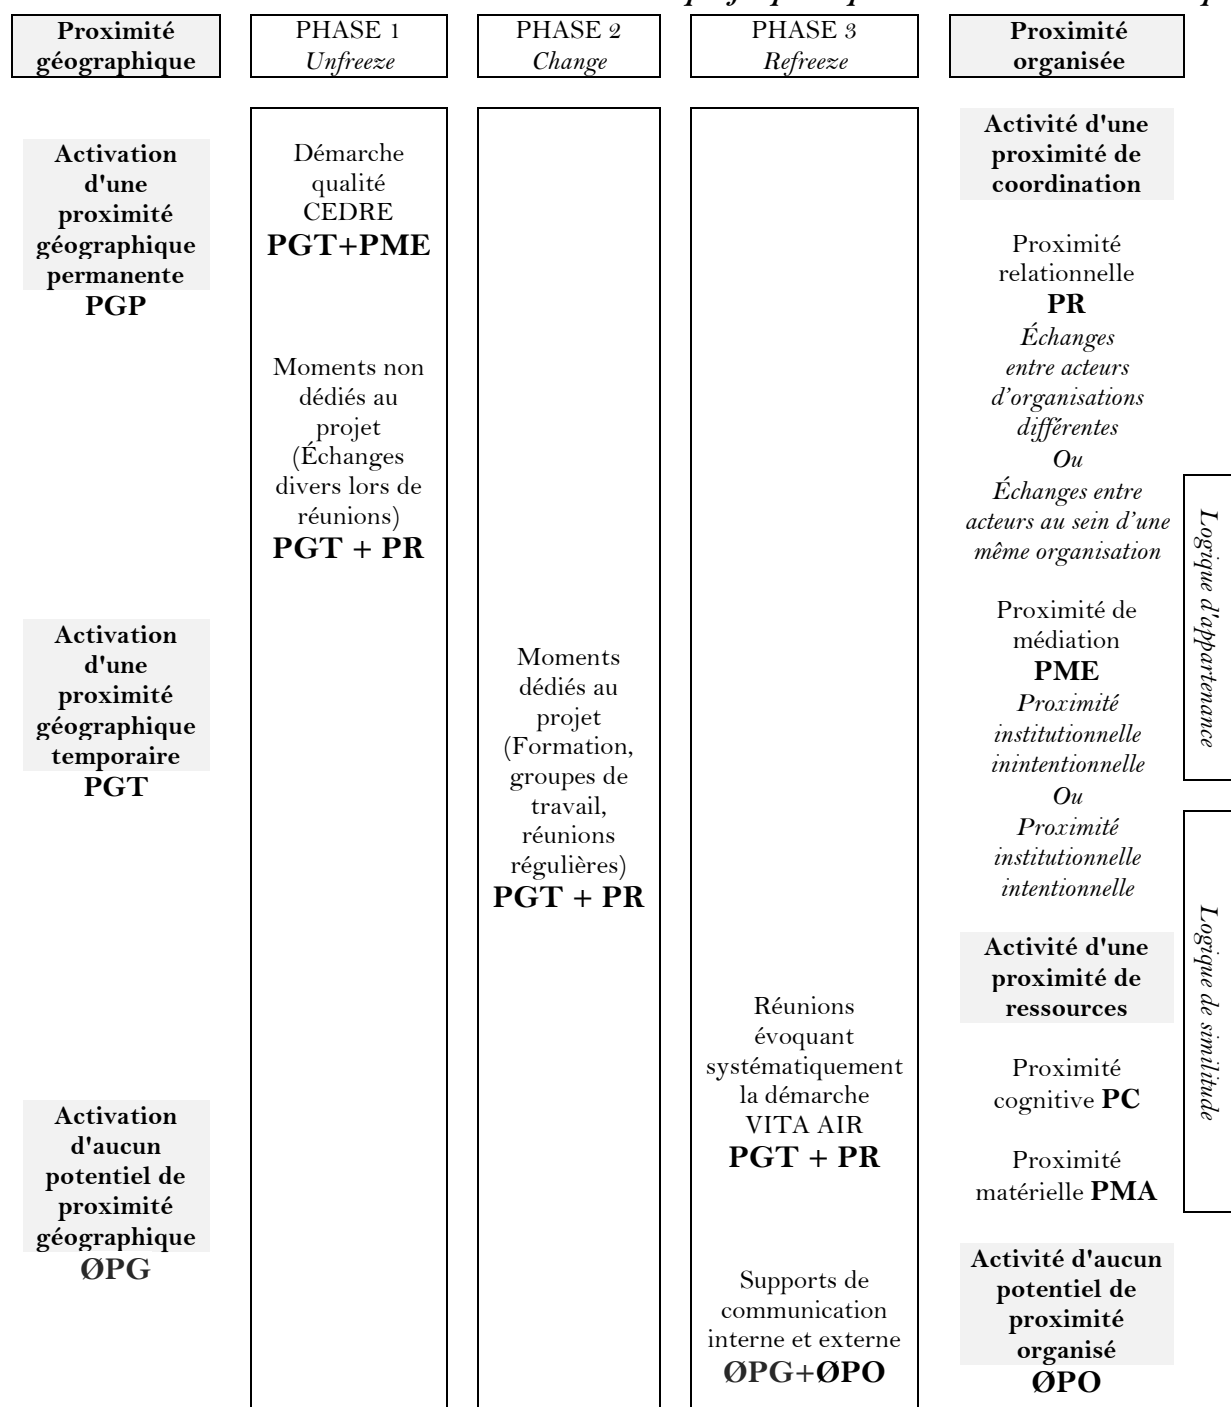 Proximité
géographique
PHASE 1
Unfreeze
PHASE 2
Change
PHASE 3
Refreeze
Proximité
organisée
Activation
d'une
proximité
géographique
permanente
PGP
Activation
d'une
proximité
géographique
temporaire
PGT
Activation
d'aucun
potentiel de
proximité
géographique
ØPG
Démarche
qualité
CEDRE
PGT+PME
Moments non
dédiés au
projet
(Échanges
divers lors de
réunions)
PGT + PR
Moments
dédiés au
projet
(Formation,
groupes de
travail,
réunions
régulières)
PGT + PR
Réunions
évoquant
systématiquement
la démarche
VITA AIR
PGT + PR
Supports de
communication
interne et externe
ØPG+ØPO
Activité d'une
proximité de
coordination
Proximité
relationnelle
PR
Échanges
entre acteurs
d’organisations
différentes
Ou
Échanges entre
acteurs au sein d’une
même organisation
Proximité de
médiation
PME
Proximité
institutionnelle
inintentionnelle
Ou
Proximité
institutionnelle
intentionnelle
Activité d'une
proximité de
ressources
Proximité
cognitive PC
Proximité
matérielle PMA
Activité d'aucun
potentiel de
proximité
organisé
ØPO
Logique d'appartenance
Logique de similitude